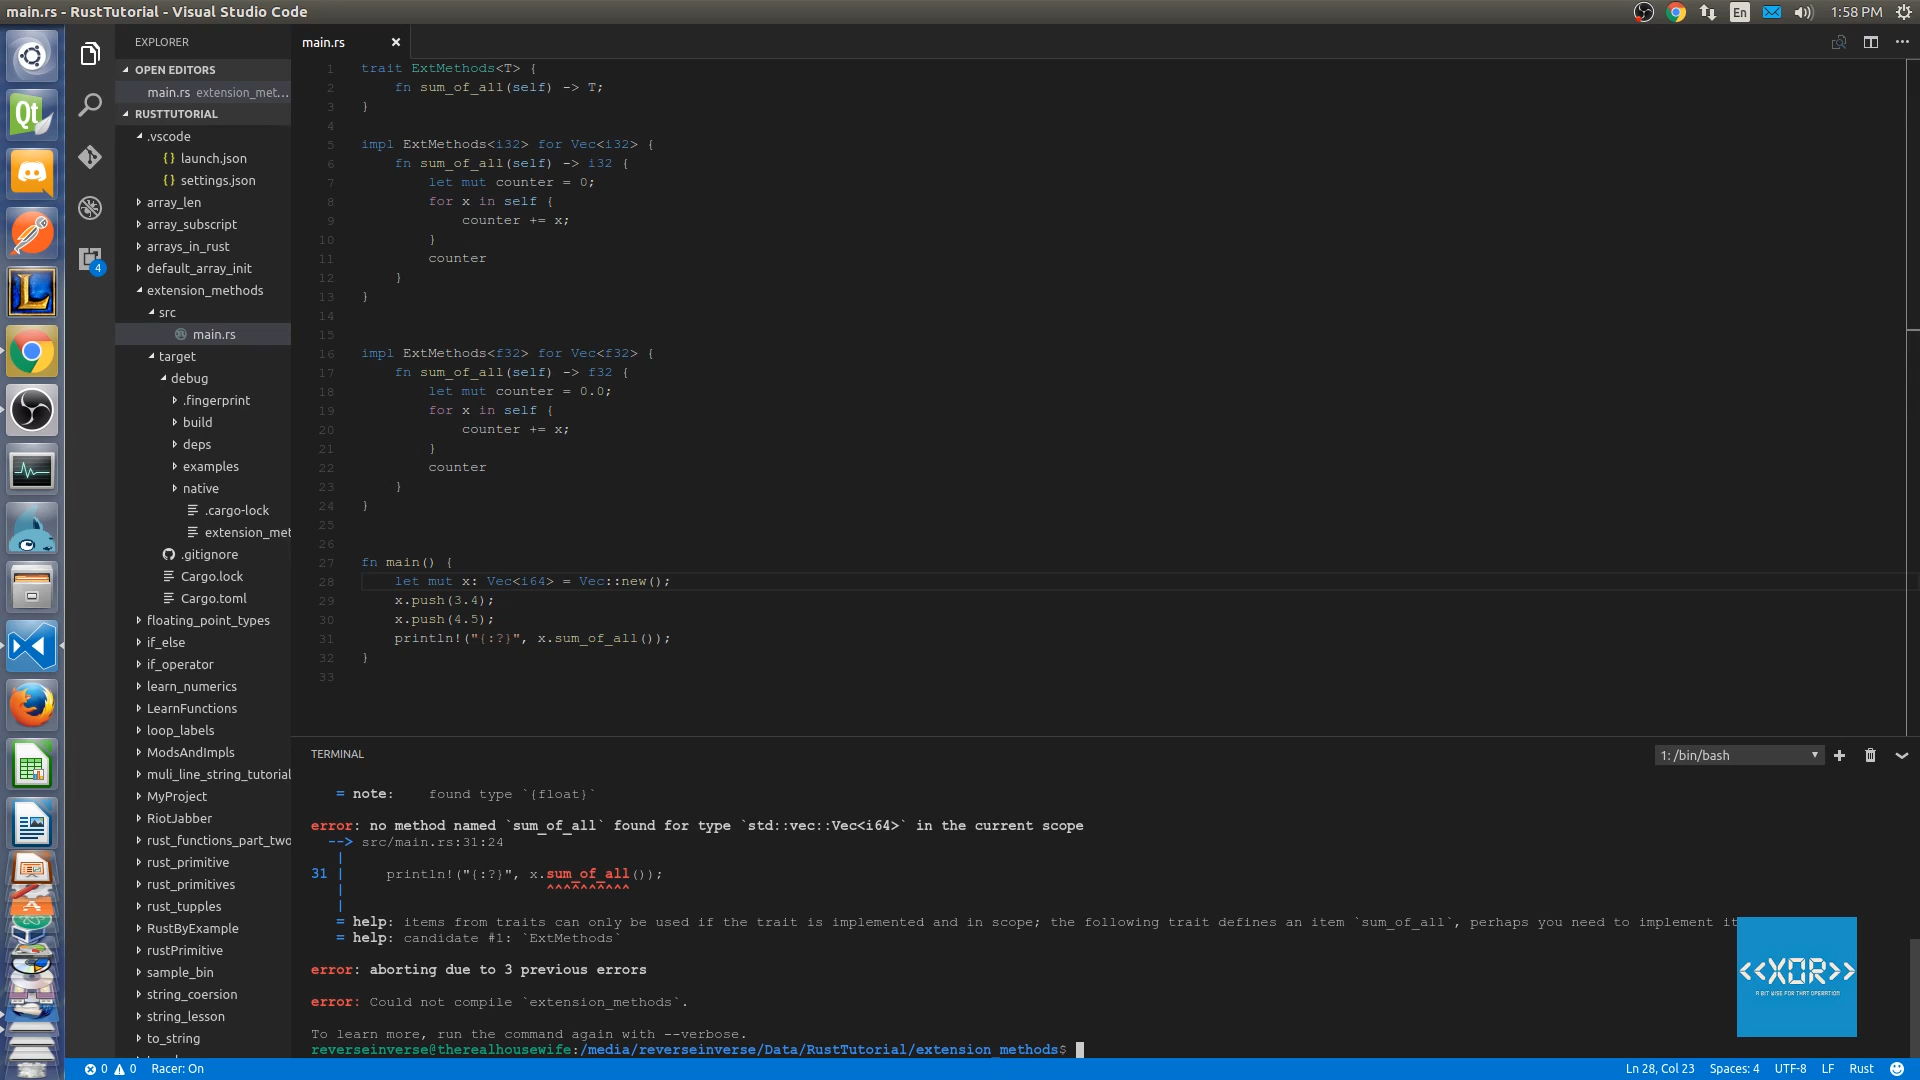 main.rs - RustTutorial - Visual Studio Code
En
1:58 PM
EXPLORER
OPEN EDITORS
main.rs extension_met...
RUSTTUTORIAL
.vscode
{} launch.json
{} settings.json
array_len
array_subscript
arrays_in_rust
default_array_init
extension_methods
src
main.rs
target
debug
.fingerprint
build
deps
examples
native
.cargo-lock
extension_met
.gitignore
Cargo.lock
Cargo.toml
floating_point_types
if_else
if_operator
learn_numerics
LearnFunctions
loop_labels
ModsAndImpls
muli_line_string_tutorial
MyProject
RiotJabber
rust_functions_part_two
rust_primitive
rust_primitives
rust_tupples
RustByExample
rustPrimitive
sample_bin
string_coersion
string_lesson
to_string
Qt
4
main.rs
1 trait ExtMethods<T> {
2 fn sum_of_all(self) -> T;
3 }
4
5 impl ExtMethods<i32> for Vec<i32> {
6 fn sum_of_all(self) -> i32 {
7 let mut counter = 0;
8 for x in self {
9 counter += x;
10 }
11 counter
12 }
13 }
14
15
16 impl ExtMethods<f32> for Vec<f32> {
17 fn sum_of_all(self) -> f32 {
18 let mut counter = 0.0;
19 for x in self {
20 counter += x;
21 }
22 counter
23 }
24 }
25
26
27 fn main() {
28 let mut x: Vec<i64> = Vec::new();
29 x.push(3.4);
30 x.push(4.5);
31 println!("{:?}", x.sum_of_all());
32 }
33
TERMINAL
1: /bin/bash
= note: found type `{float}`
error: no method named `sum_of_all` found for type `std::vec::Vec<i64>` in the current scope
--> src/main.rs:31:24
|
31 | println!("{:?}", x.sum_of_all());
| ^^^^^^^^^^
|
= help: items from traits can only be used if the trait is implemented and in scope; the following trait defines an item `sum_of_all`, perhaps you need to implement it
= help: candidate #1: `ExtMethods`
error: aborting due to 3 previous errors
error: Could not compile `extension_methods`.
To learn more, run the command again with --verbose.
reverseinverse@therealhousewife:/media/reverseinverse/Data/RustTutorial/extension_methods$
<<XOR>>
A BIT WISE FOR THAT OPERATION
0 0 Racer: On
Ln 28, Col 23 Spaces: 4 UTF-8 LF Rust